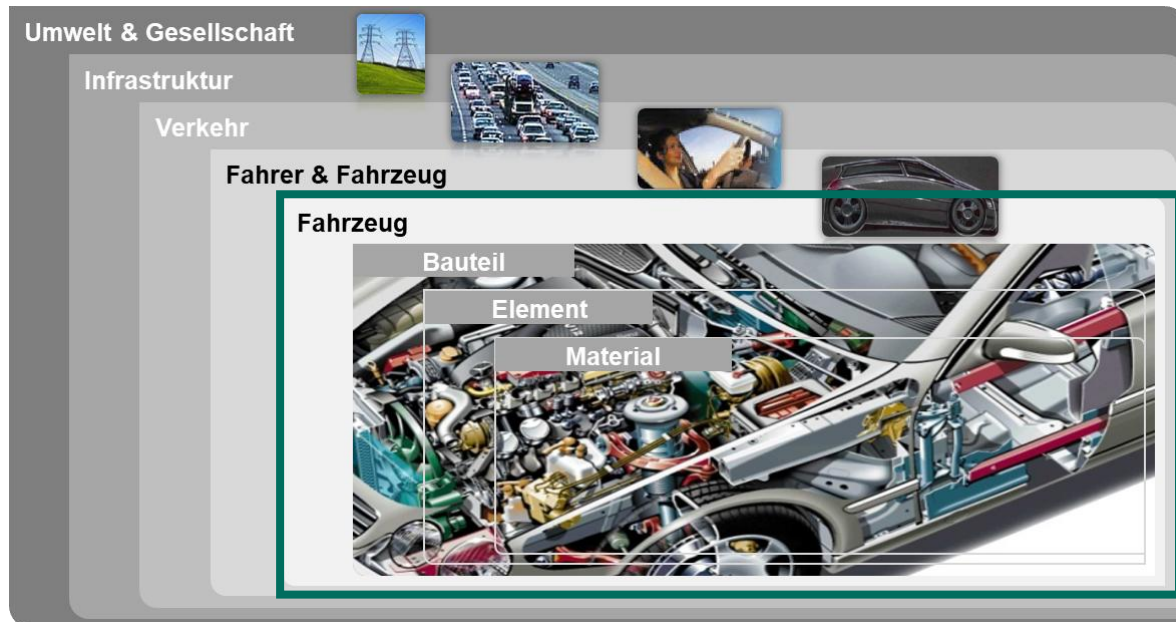 Umwelt & Gesellschaft
Infrastruktur
Verkehr
Fahrer & Fahrzeug
Fahrzeug
Bauteil
Element
Material